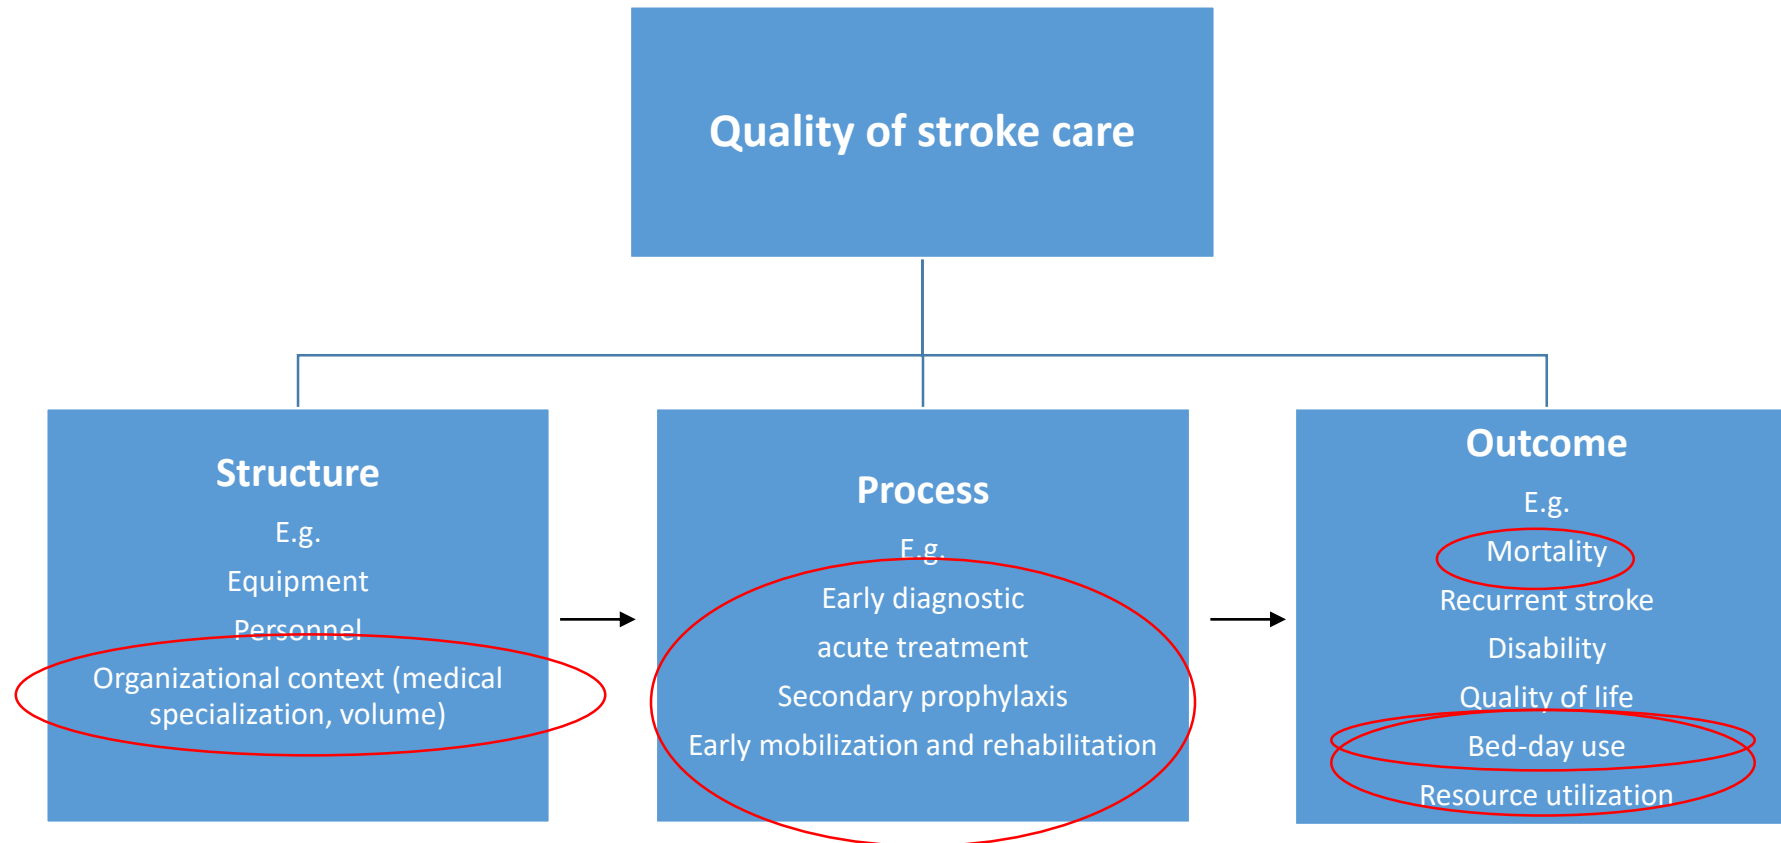 Quality of stroke care
Structure
E.g.
Equipment
Personnel
Organizational context (medical
specialization, volume)
Process
E.g.
Early diagnostic
acute treatment
Secondary prophylaxis
Early mobilization and rehabilitation
Outcome
E.g.
Mortality
Recurrent stroke
Disability
Quality of life
Bed-day use
Resource utilization